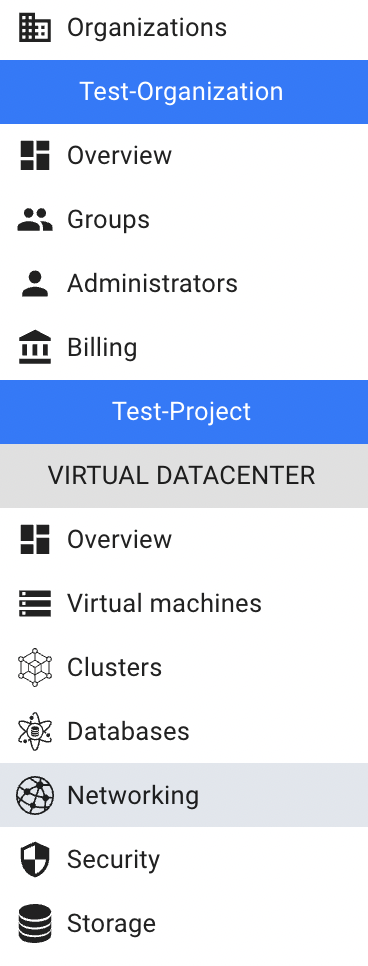 Organizations
Test-Organization
Overview
Groups
Administrators
Billing
Test-Project
VIRTUAL DATACENTER
Overview
Virtual machines
Clusters
Databases
Networking
Security
Storage